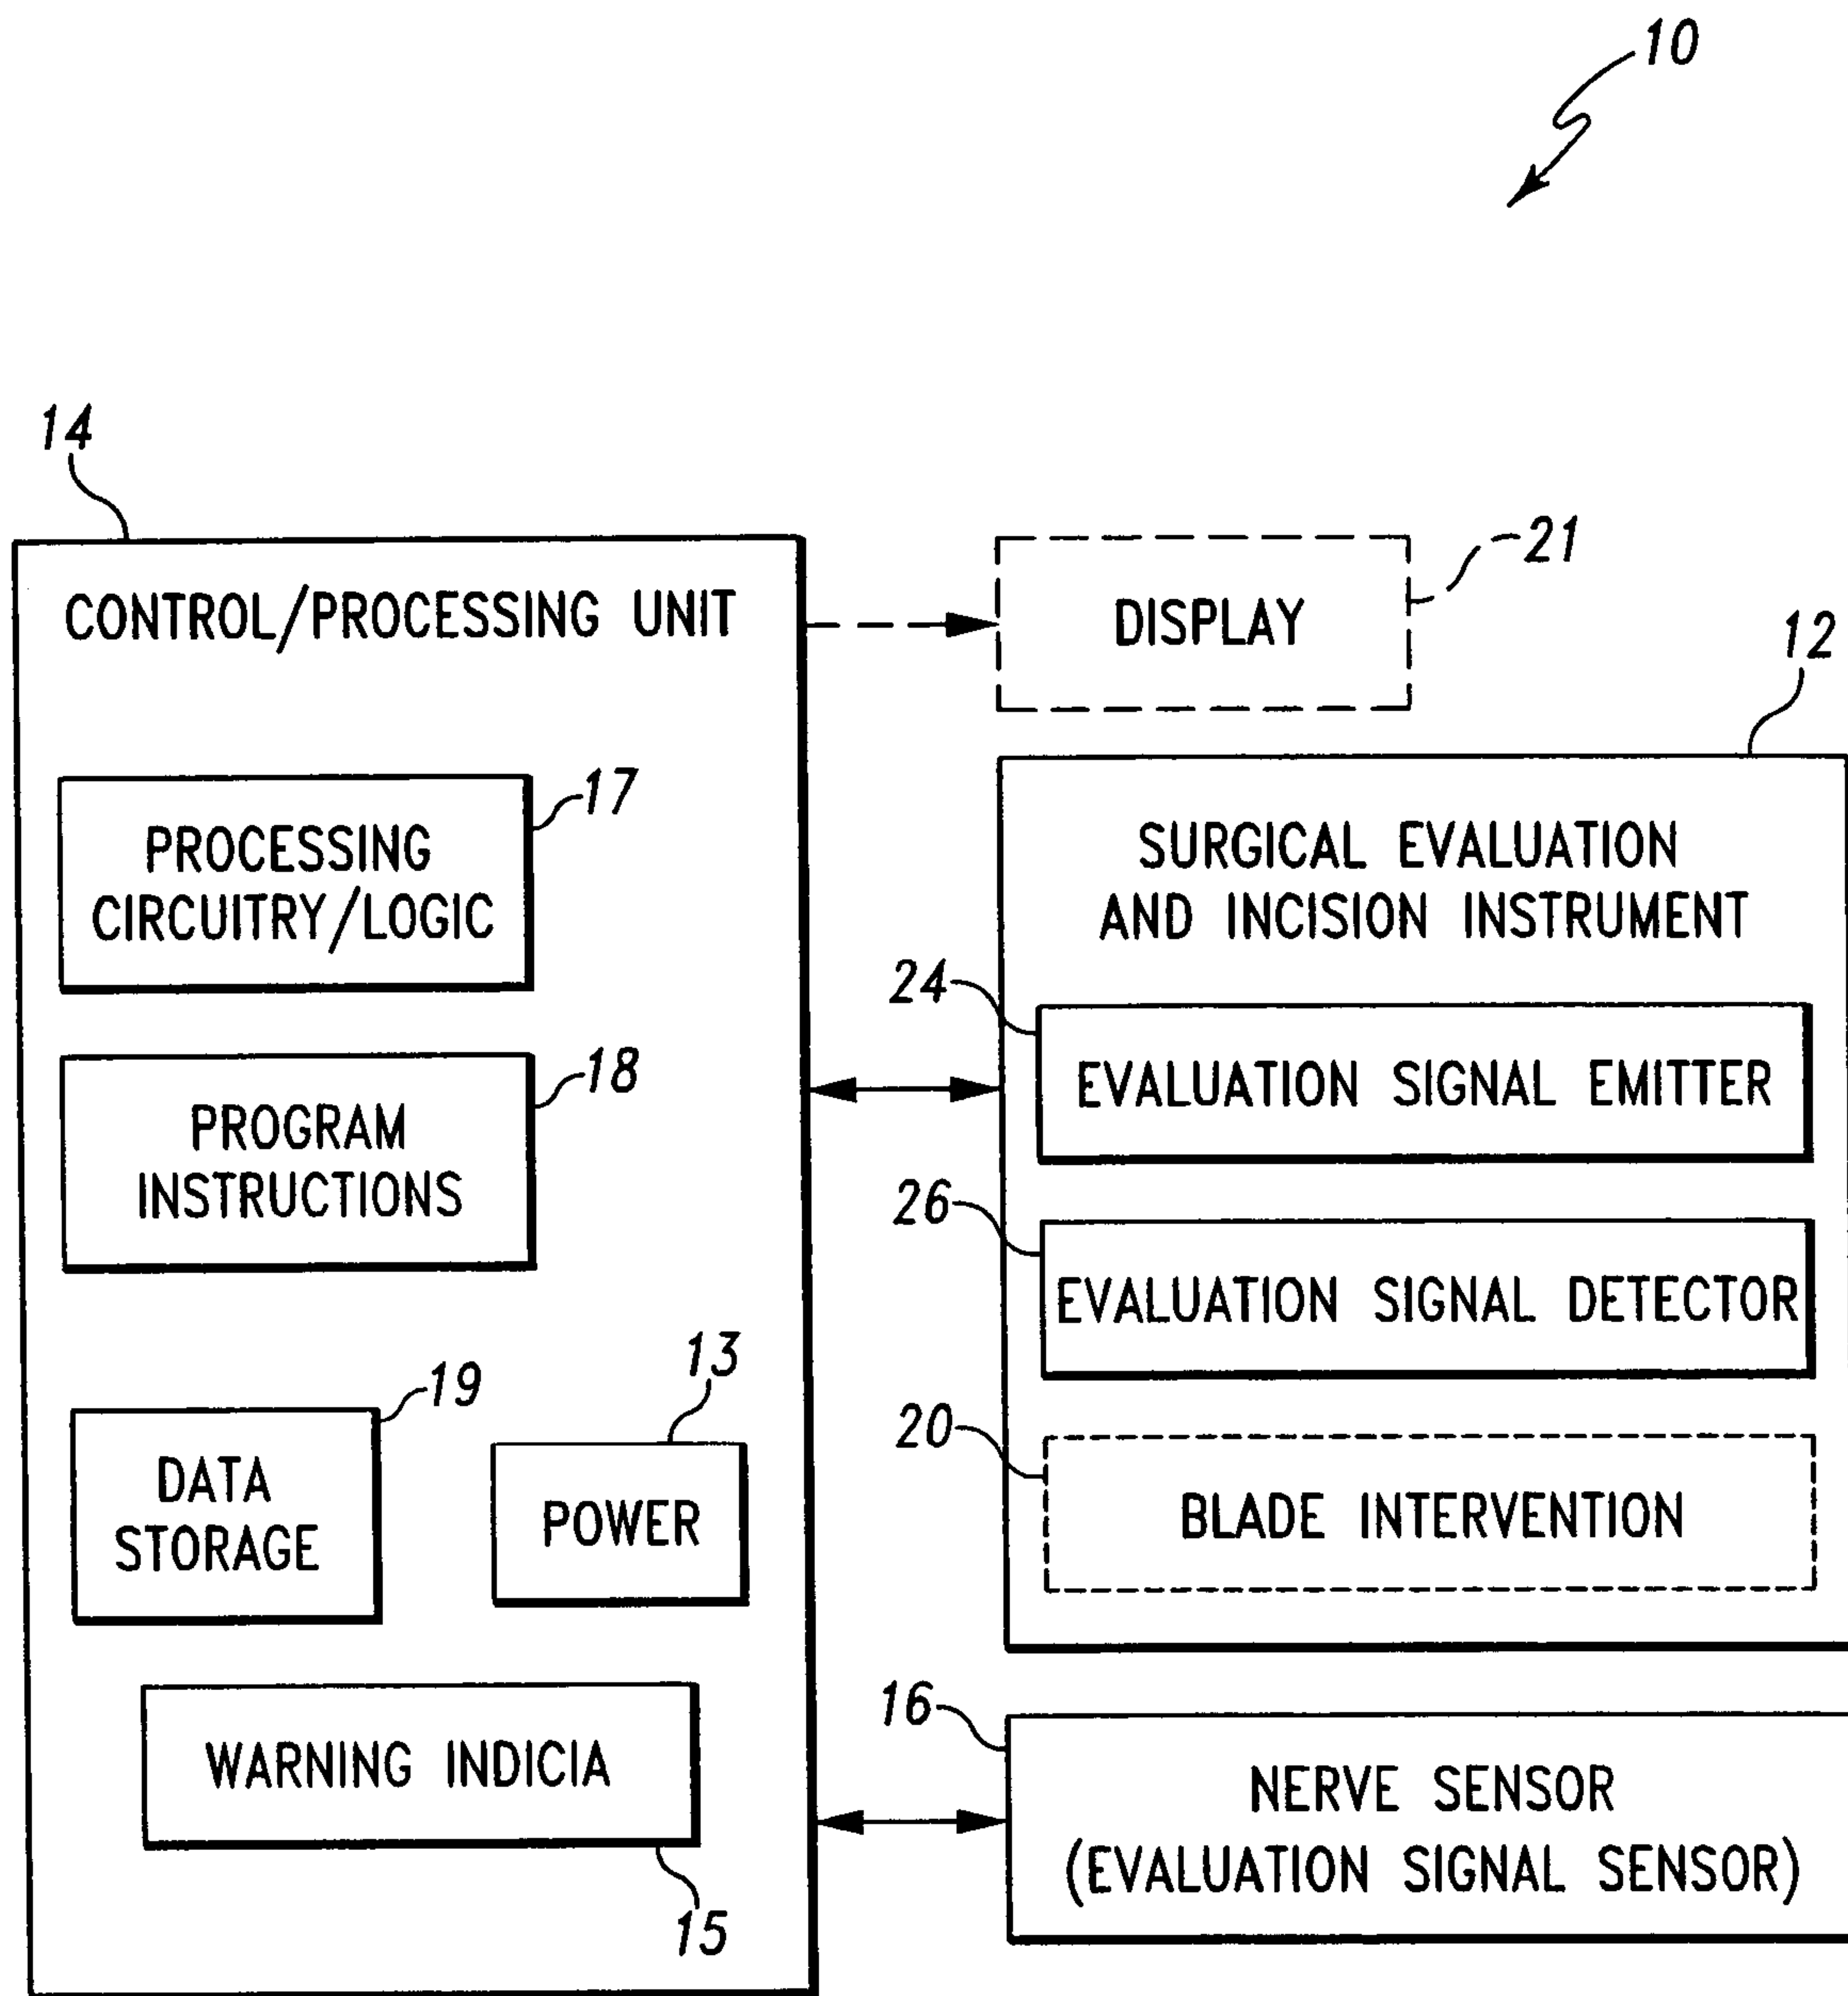 10
14
CONTROL/PROCESSING UNIT
17
PROCESSING
CIRCUITRY/LOGIC
18
PROGRAM
INSTRUCTIONS
19
DATA
STORAGE
13
POWER
WARNING INDICIA
15
21
DISPLAY
12
SURGICAL EVALUATION
AND INCISION INSTRUMENT
24
EVALUATION SIGNAL EMITTER
26
EVALUATION SIGNAL DETECTOR
20
BLADE INTERVENTION
16
NERVE SENSOR
(EVALUATION SIGNAL SENSOR)